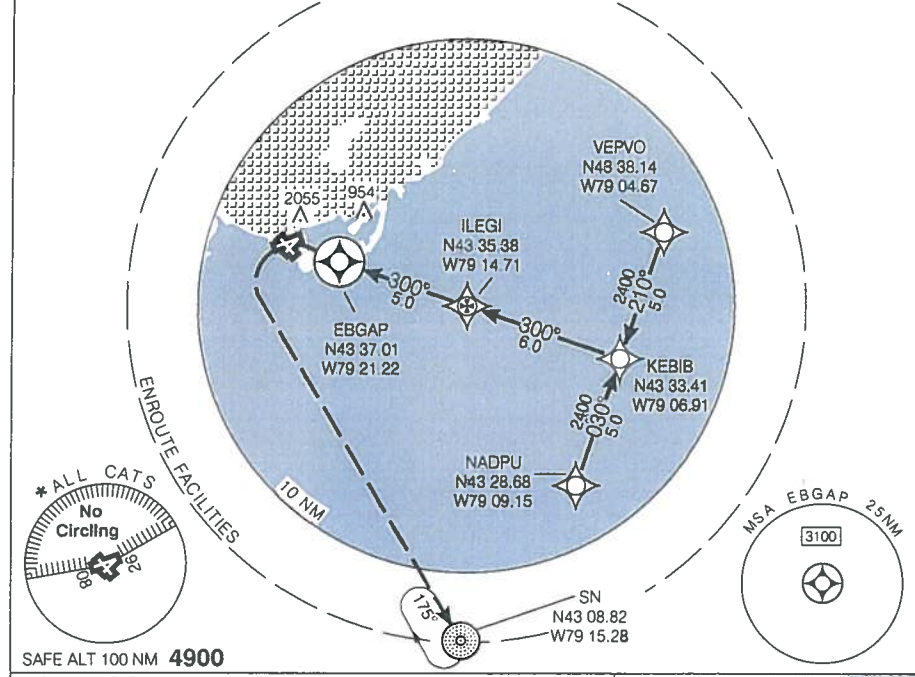 VEPVO
N43 38.14
W79 04.67
2055
954
ILEGI
N43 35.38
W79 14.71
2400
210°
5.0
300°
5.0
300°
6.0
EBGAP
N43 37.01
W79 21.22
KEBIB
N43 33.41
W79 06.91
2400
030°
5.0
NADPU
N43 28.68
W79 09.15
10 NM
ENROUTE FACILITIES
* ALL CATS
No
Circling
08
26
MSA EBGAP 25NM
3100
175°
SN
N43 08.82
W79 15.28
SAFE ALT 100 NM 4900